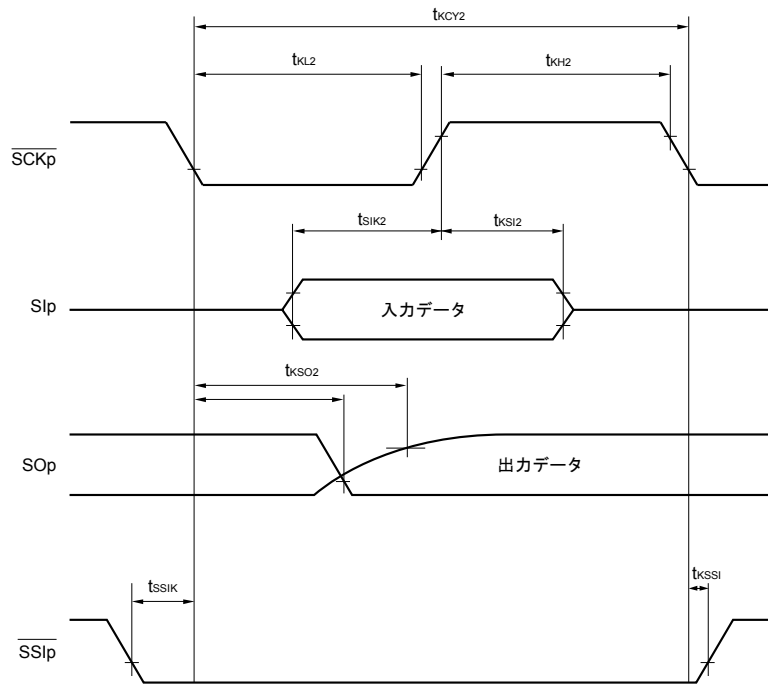 tKCY2
tKL2
tKH2
SCKp
tSIK2
tKSI2
SIp
入力データ
tKSO2
SOp
出力データ
tSSIK
tKSSI
SSIp